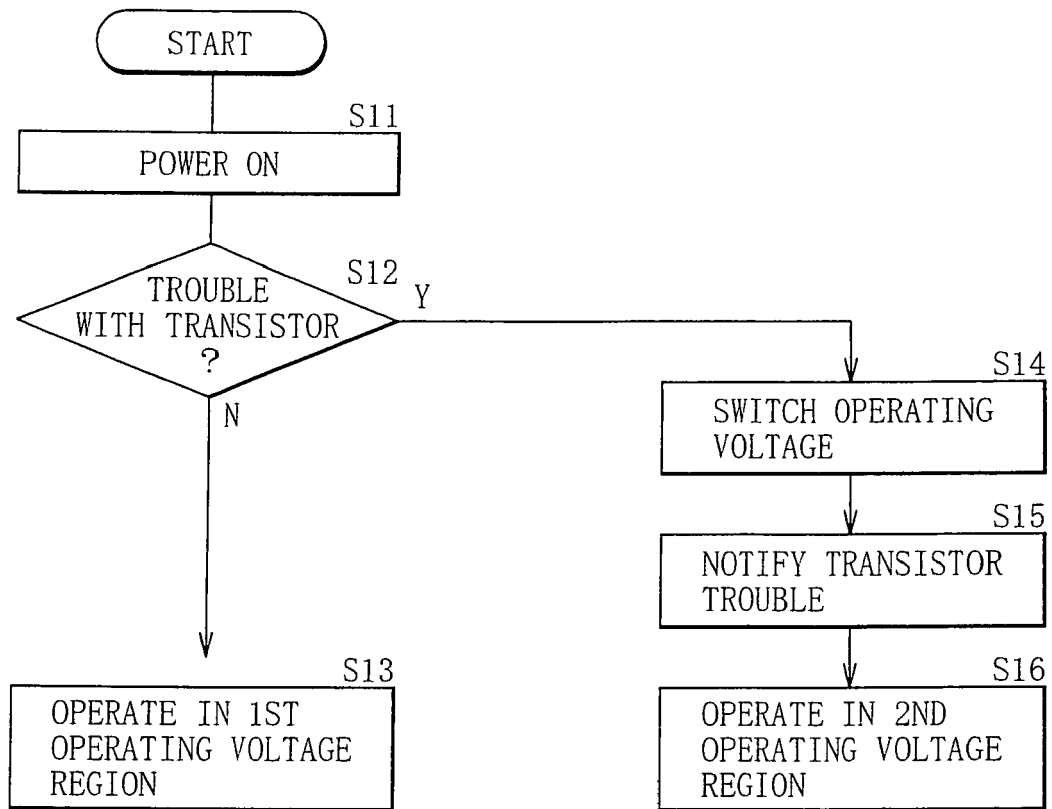 START
S11
POWER ON
S12
TROUBLE
WITH TRANSISTOR
?
Y
N
S14
SWITCH OPERATING
VOLTAGE
S15
NOTIFY TRANSISTOR
TROUBLE
S13
OPERATE IN 1ST
OPERATING VOLTAGE
REGION
S16
OPERATE IN 2ND
OPERATING VOLTAGE
REGION